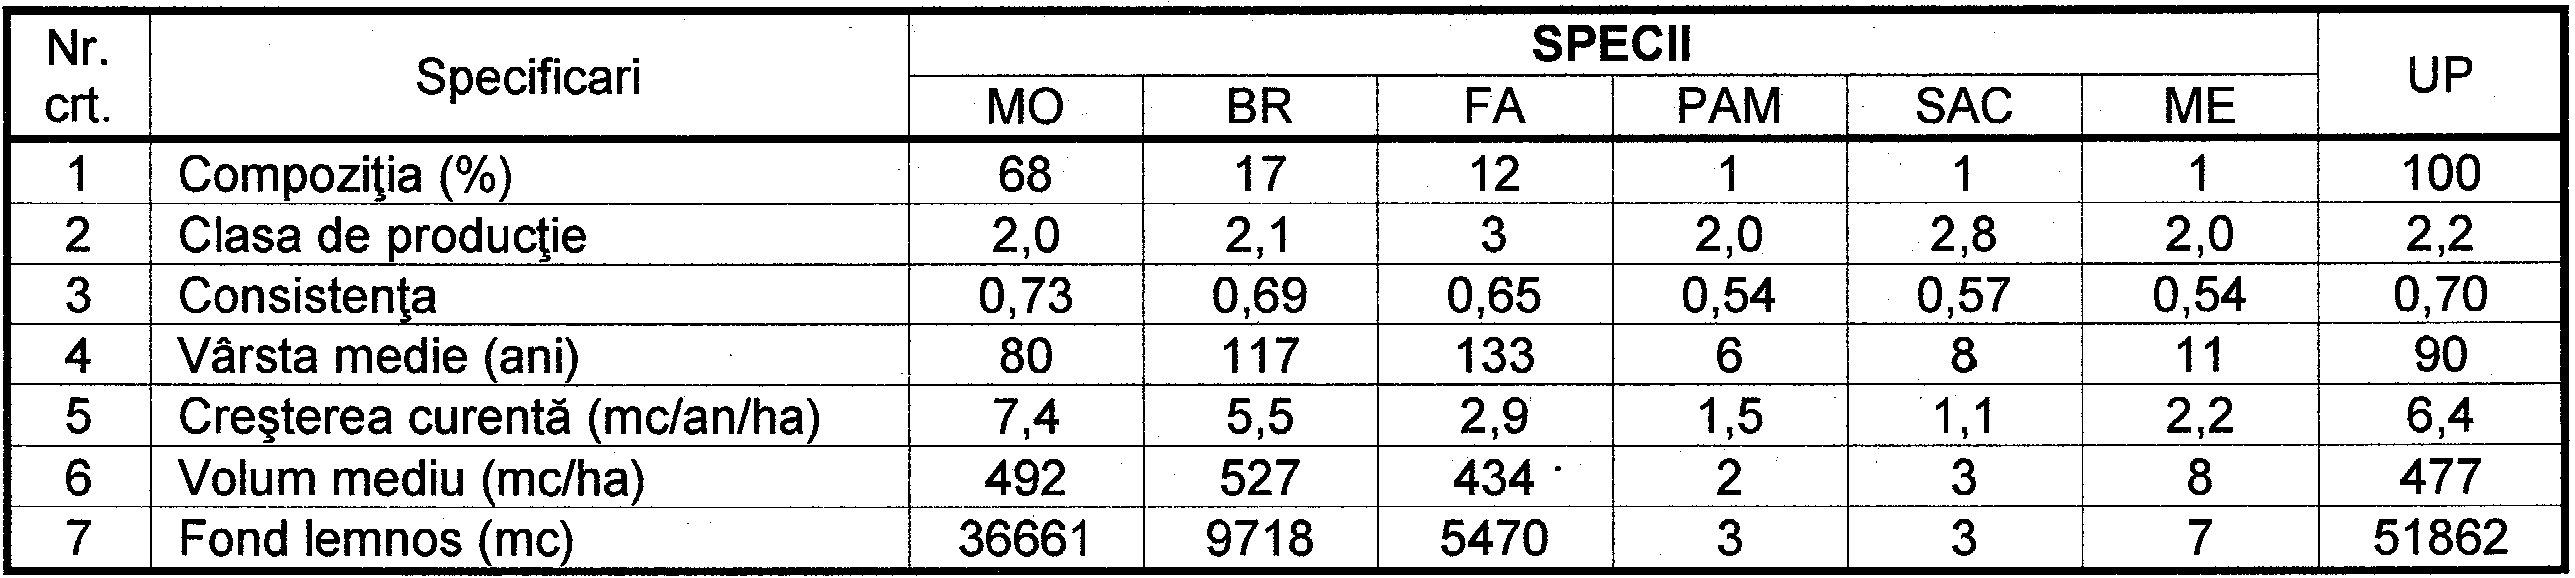 Nr. crt. Specificari SPECII UP
MO BR FA PAM SAC ME
1 Compoziţia (%) 68 17 12 1 1 1 100
2 Clasa de producţie 2,0 2,1 3 2,0 2,8 2,0 2,2
3 Consistenţa 0,73 0,69 0,65 0,54 0,57 0,54 0,70
4 Vârsta medie (ani) 80 117 133 6 8 11 90
5 Creşterea curentă (mc/an/ha) 7,4 5,5 2,9 1,5 1,1 2,2 6,4
6 Volum mediu (mc/ha) 492 527 434 2 3 8 477
7 Fond lemnos (mc) 36661 9718 5470 3 3 7 51862